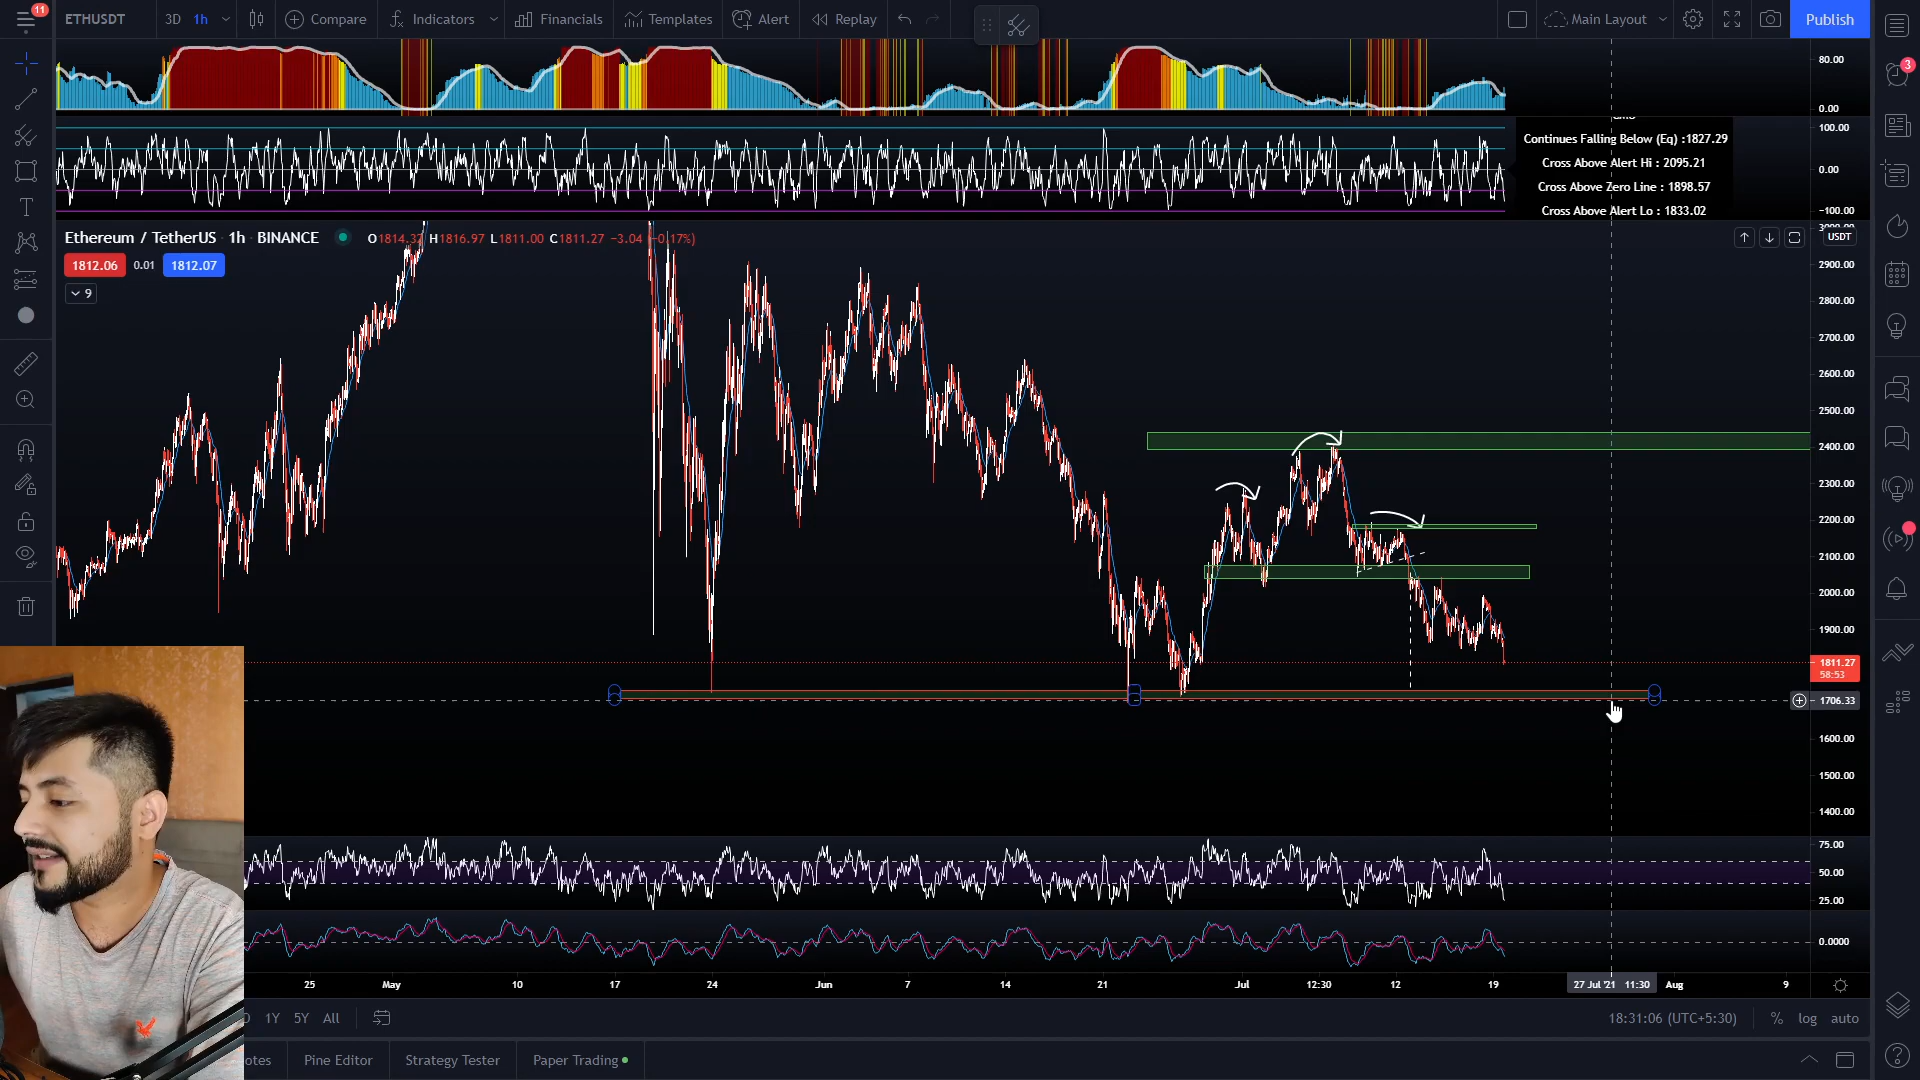 11 ETHUSDT 3D 1h Compare Indicators Financials Templates Alert Replay Main Layout Publish
80.00
0.00
3
100.00
Continues Falling Below (Eq) :1827.29
Cross Above Alert Hi : 2095.21
0.00
Cross Above Zero Line : 1898.57
Cross Above Alert Lo : 1833.02
−100.00
Ethereum / TetherUS 1h BINANCE O1814.32 H1816.97 L1811.00 C1811.27 −3.04 (−0.17%)
USDT
1812.06 0.01 1812.07
9
2900.00
2800.00
2700.00
2600.00
2500.00
2400.00
2300.00
2200.00
2100.00
2000.00
1900.00
1811.27
58:53
1706.33
1600.00
1500.00
1400.00
75.00
50.00
25.00
0.0000
25 May 10 17 24 Jun 7 14 21 Jul 12:30 12 19 27 Jul '21 11:30 Aug 9
1Y 5Y All 18:31:06 (UTC+5:30) % log auto
otes Pine Editor Strategy Tester Paper Trading